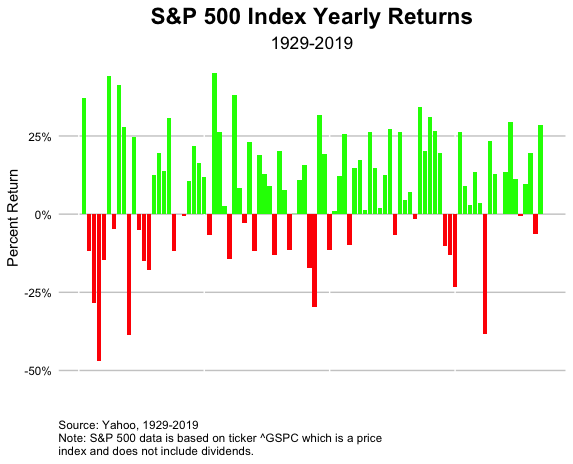 S&P 500 Index Yearly Returns
1929-2019
Percent Return
25%
0%
-25%
-50%
Source: Yahoo, 1929-2019
Note: S&P 500 data is based on ticker ^GSPC which is a price
index and does not include dividends.